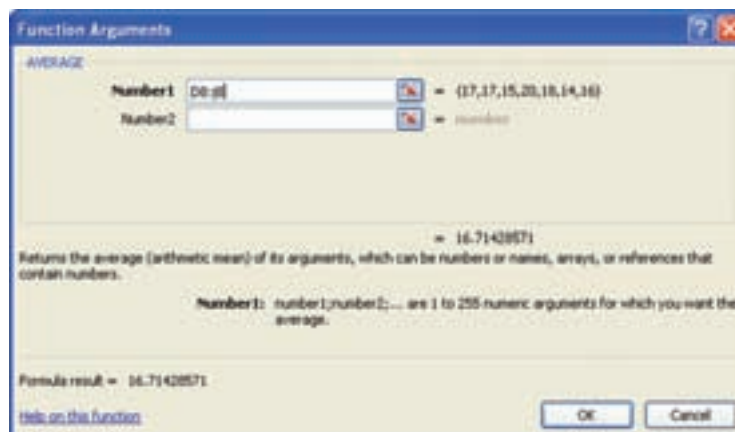 Function Arguments
AVERAGE
Number1 D8:j8 = {17,17,15,20,18,14,16}
Number2 = number
= 16.71428571
Returns the average (arithmetic mean) of its arguments, which can be numbers or names, arrays, or references that
contain numbers.
Number1: number1;number2;... are 1 to 255 numeric arguments for which you want the
average.
Formula result = 16.71428571
Help on this function OK Cancel